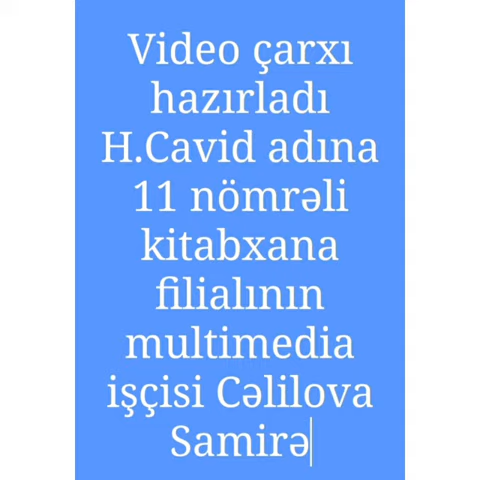 Video çarxı
hazırladı
H.Cavid adına
11 nömrəli
kitabxana
filialının
multimedia
işçisi Cəlilova
Samirə